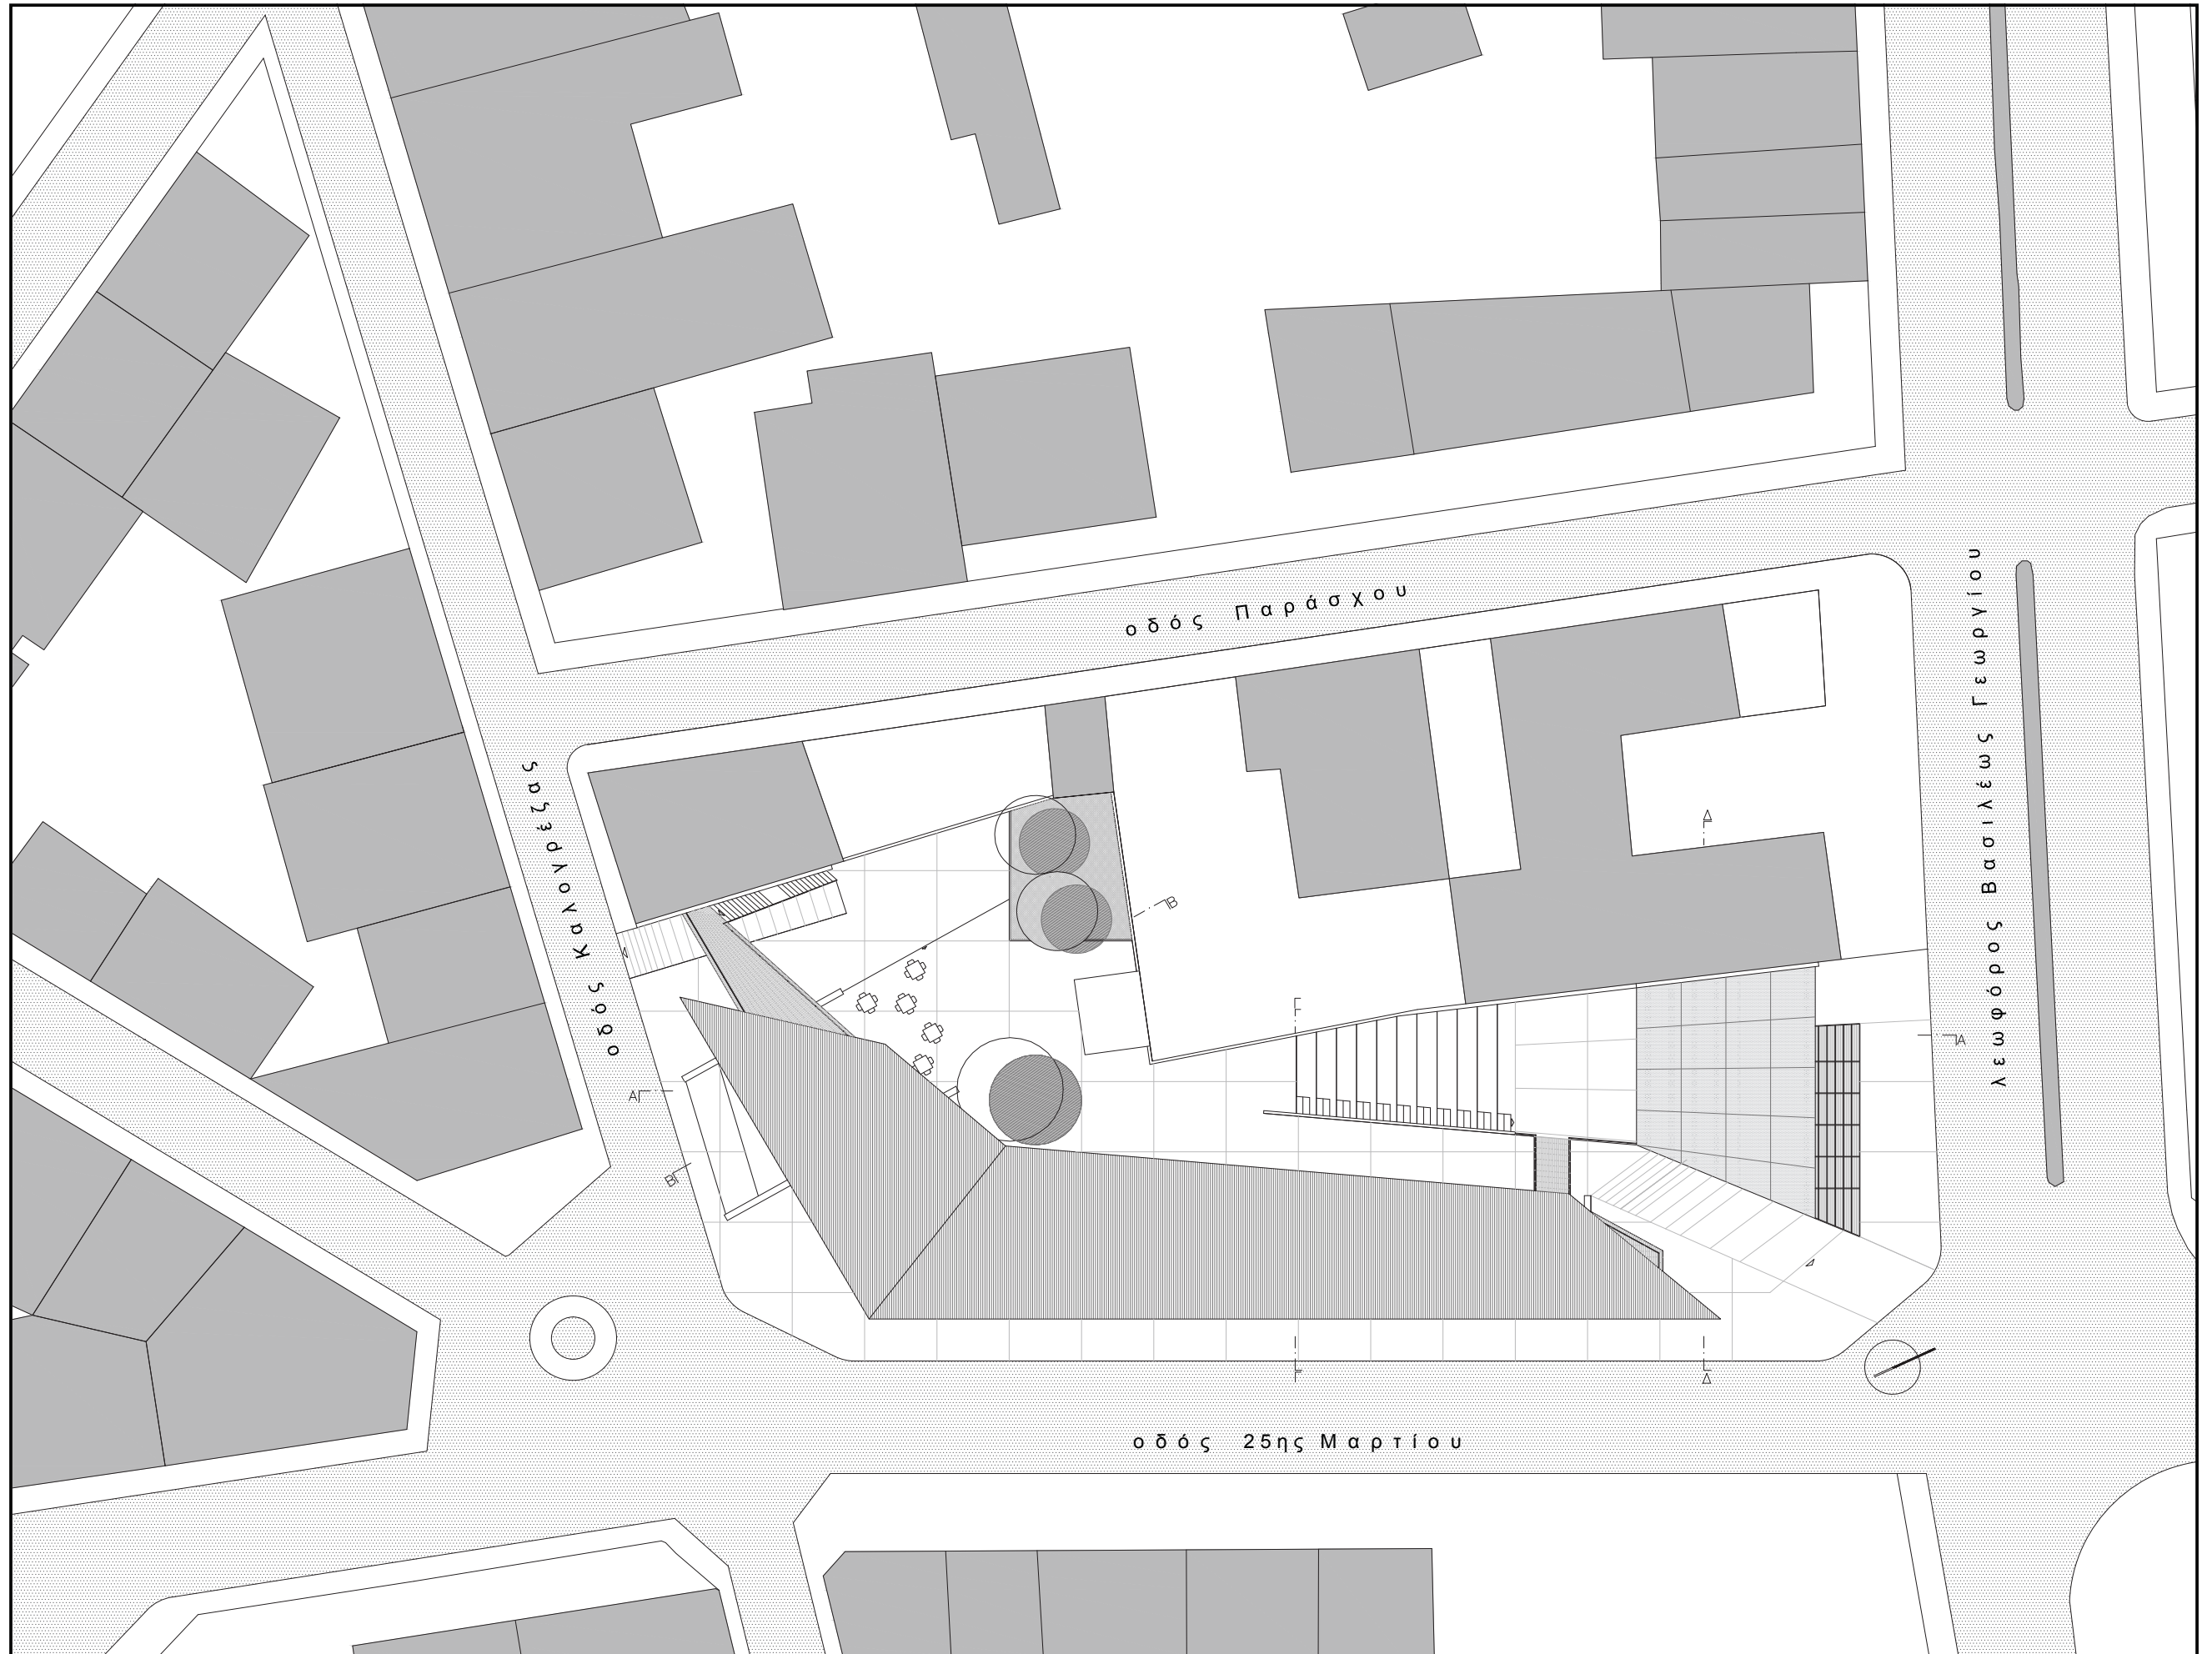 οδός Παράσχου
λεωφόρος Βασιλέως Γεωργίου
οδός Καλογρέζας
Δ
Β
Γ
Α
Α
Β
Γ
Δ
οδός 25ης Μαρτίου